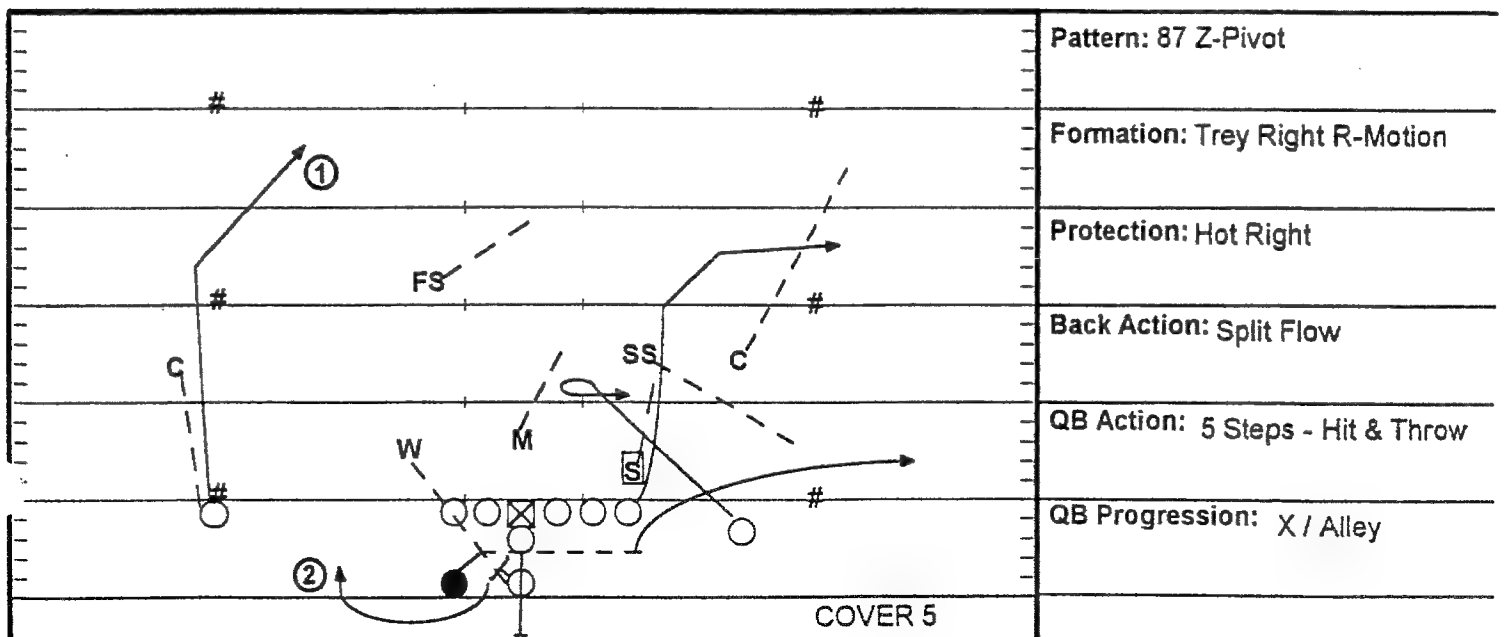 Pattern: 87 Z-Pivot
Formation: Trey Right R-Motion
Protection: Hot Right
Back Action: Split Flow
QB Action: 5 Steps - Hit & Throw
QB Progression: X / Alley
# #
1
FS
# #
C SS C
W M S
# #
2
COVER 5